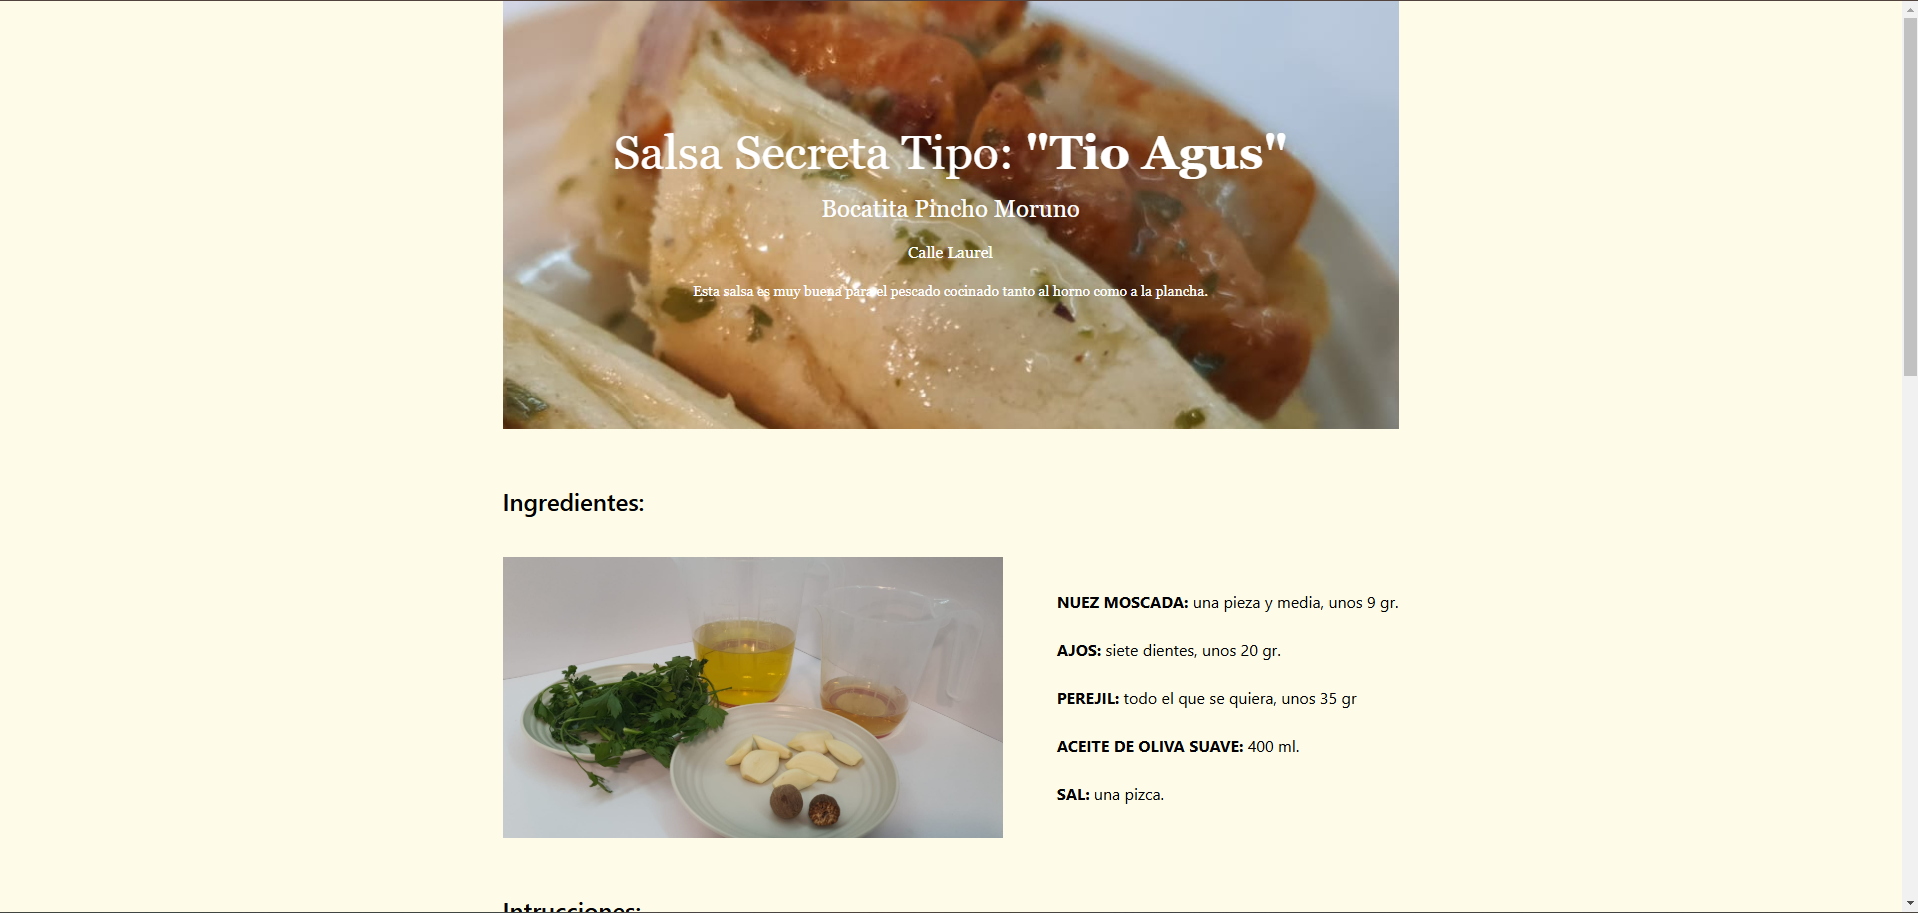 Salsa Secreta Tipo: "Tio Agus"
Bocatita Pincho Moruno
Calle Laurel
Esta salsa es muy buena para el pescado cocinado tanto al horno como a la plancha.
Ingredientes:
NUEZ MOSCADA: una pieza y media, unos 9 gr.
AJOS: siete dientes, unos 20 gr.
PEREJIL: todo el que se quiera, unos 35 gr
ACEITE DE OLIVA SUAVE: 400 ml.
SAL: una pizca.
Intrucciones: